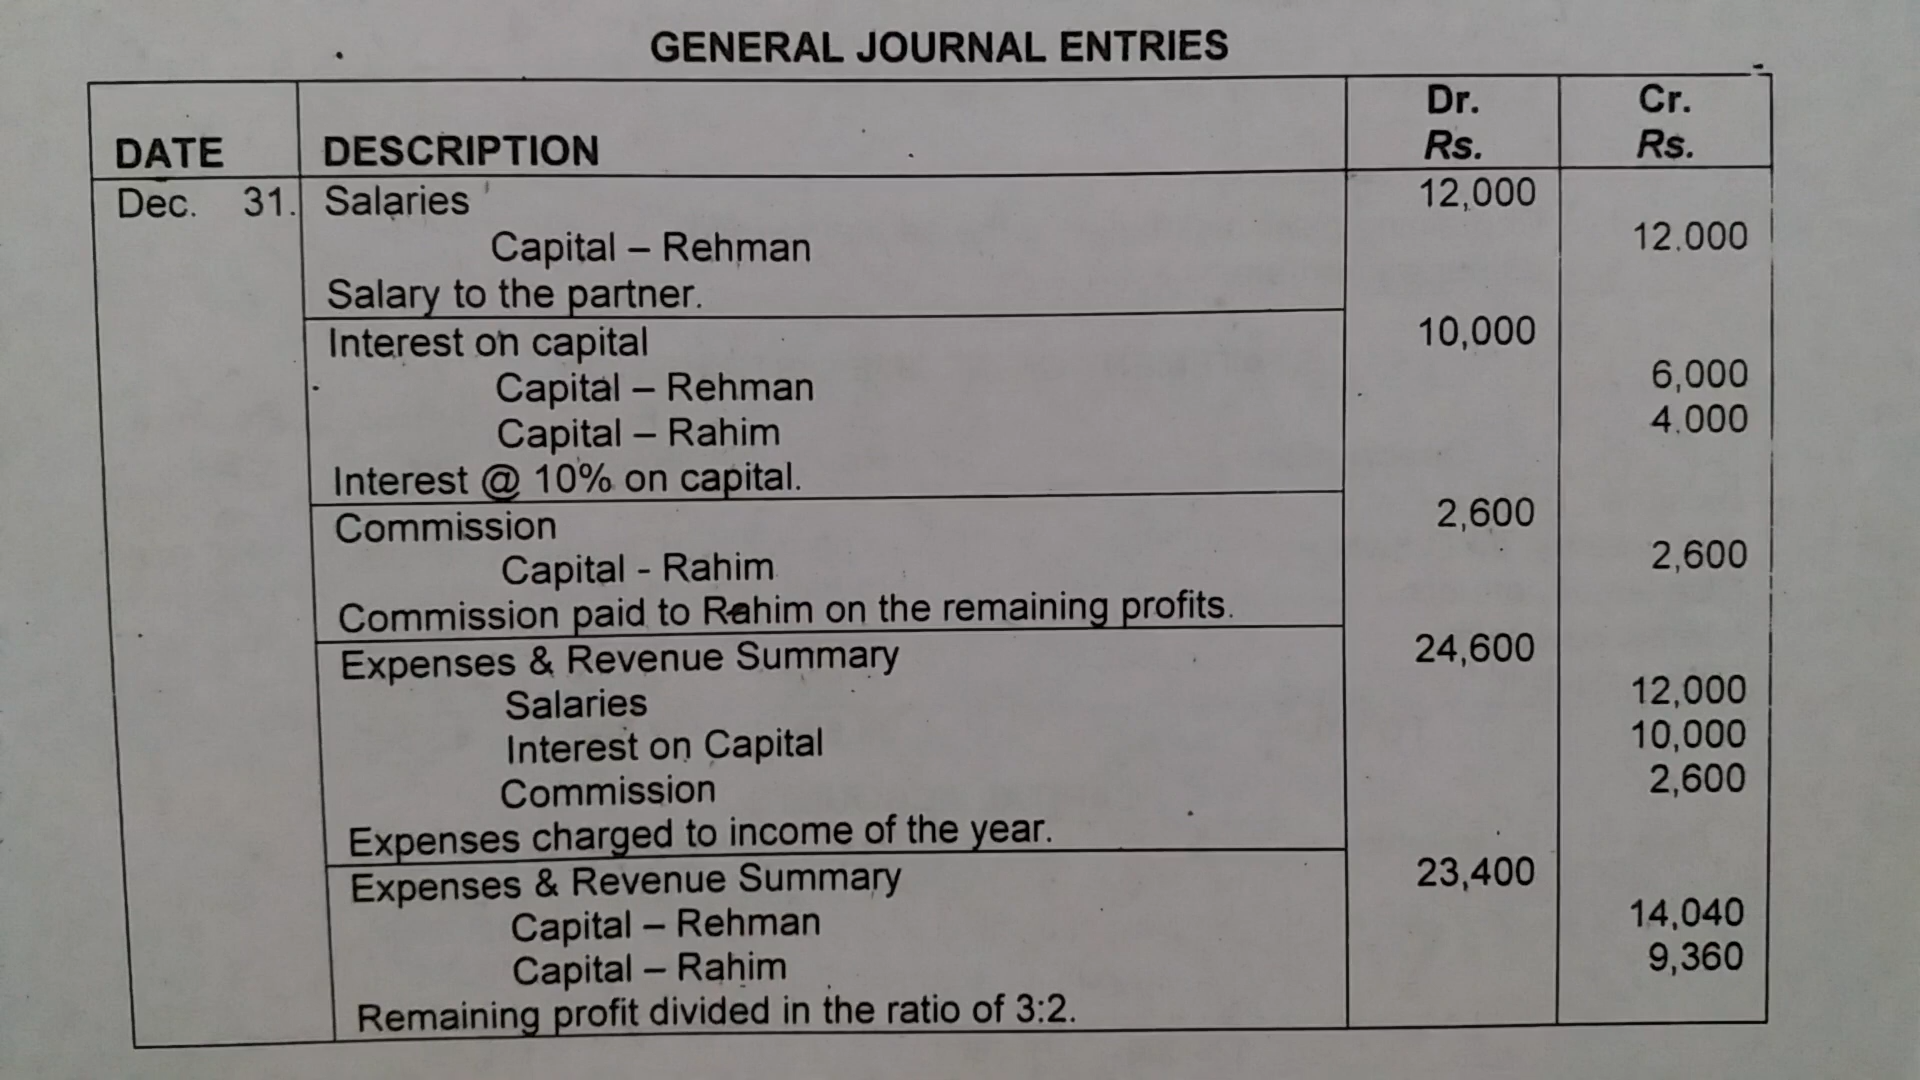 GENERAL JOURNAL ENTRIES
DATE DESCRIPTION Dr. Rs. Cr. Rs.
Dec. 31. Salaries 12,000
Capital – Rehman 12.000
Salary to the partner.
Interest on capital 10,000
Capital – Rehman 6,000
Capital – Rahim 4.000
Interest @ 10% on capital.
Commission 2,600
Capital - Rahim 2,600
Commission paid to Rahim on the remaining profits.
Expenses & Revenue Summary 24,600
Salaries 12,000
Interest on Capital 10,000
Commission 2,600
Expenses charged to income of the year.
Expenses & Revenue Summary 23,400
Capital – Rehman 14,040
Capital – Rahim 9,360
Remaining profit divided in the ratio of 3:2.